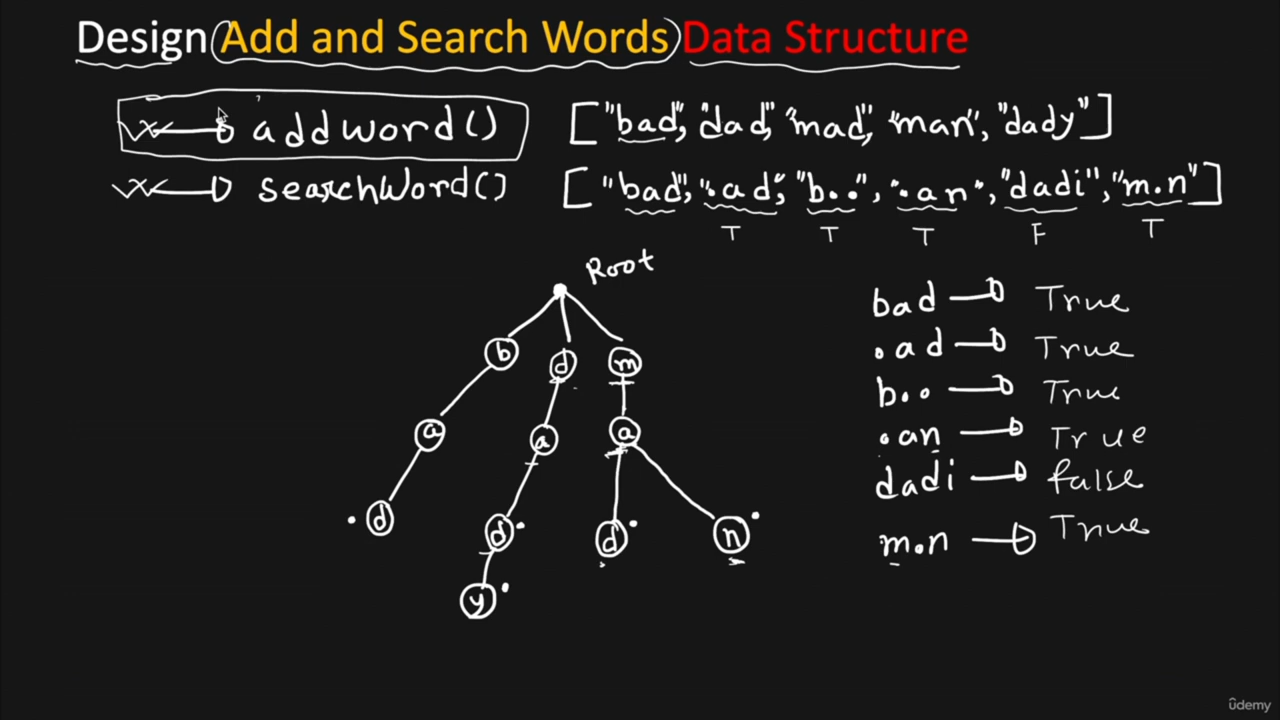 Design Add and Search Words Data Structure
addword() ["bad", "dad", "mad", "man", "dady"]
searchWord() ["bad", ".ad", "b..", ".an", "dadi", "m.n"]
T T T F T
Root
b d m
a a a
d d d n
y
bad True
.ad True
b.. True
.an True
dadi false
m.n True
ûdemy